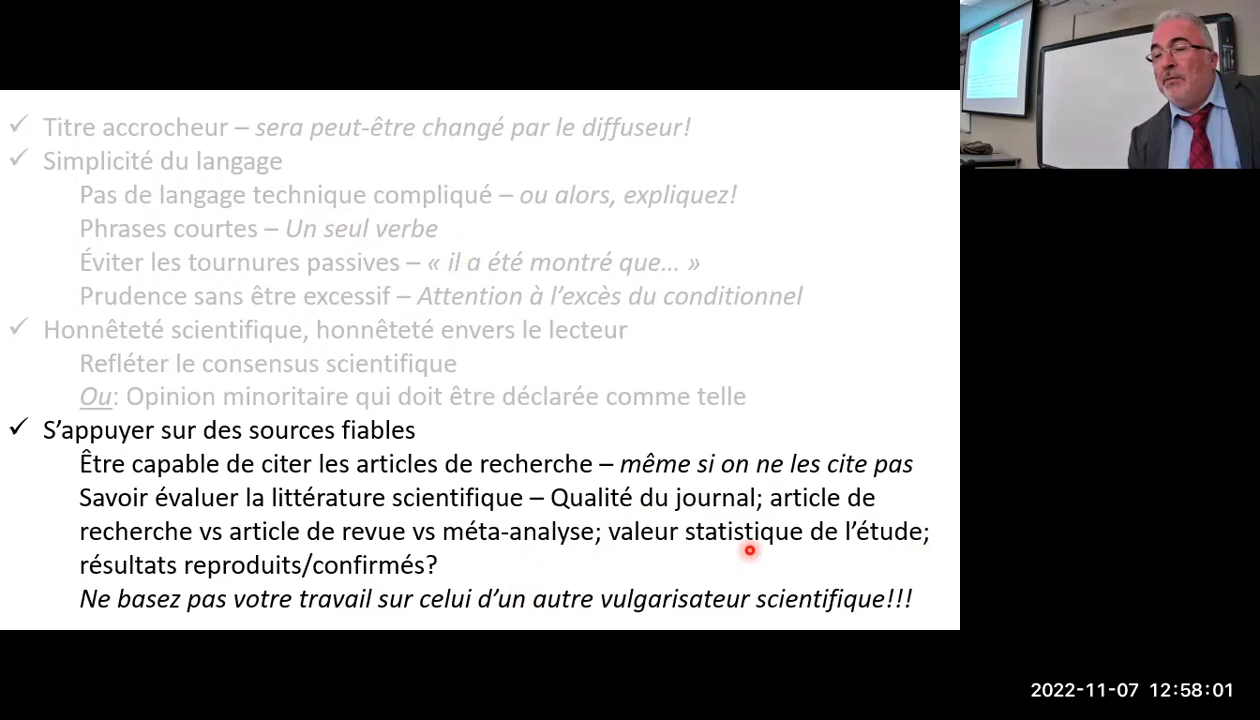 ✓ Titre accrocheur – sera peut-être changé par le diffuseur!
✓ Simplicité du langage
Pas de langage technique compliqué – ou alors, expliquez!
Phrases courtes – Un seul verbe
Éviter les tournures passives – « il a été montré que... »
Prudence sans être excessif – Attention à l'excès du conditionnel
✓ Honnêteté scientifique, honnêteté envers le lecteur
Refléter le consensus scientifique
Ou: Opinion minoritaire qui doit être déclarée comme telle
✓ S'appuyer sur des sources fiables
Être capable de citer les articles de recherche – même si on ne les cite pas
Savoir évaluer la littérature scientifique – Qualité du journal; article de
recherche vs article de revue vs méta-analyse; valeur statistique de l'étude;
résultats reproduits/confirmés?
Ne basez pas votre travail sur celui d'un autre vulgarisateur scientifique!!!
2022-11-07 12:58:01